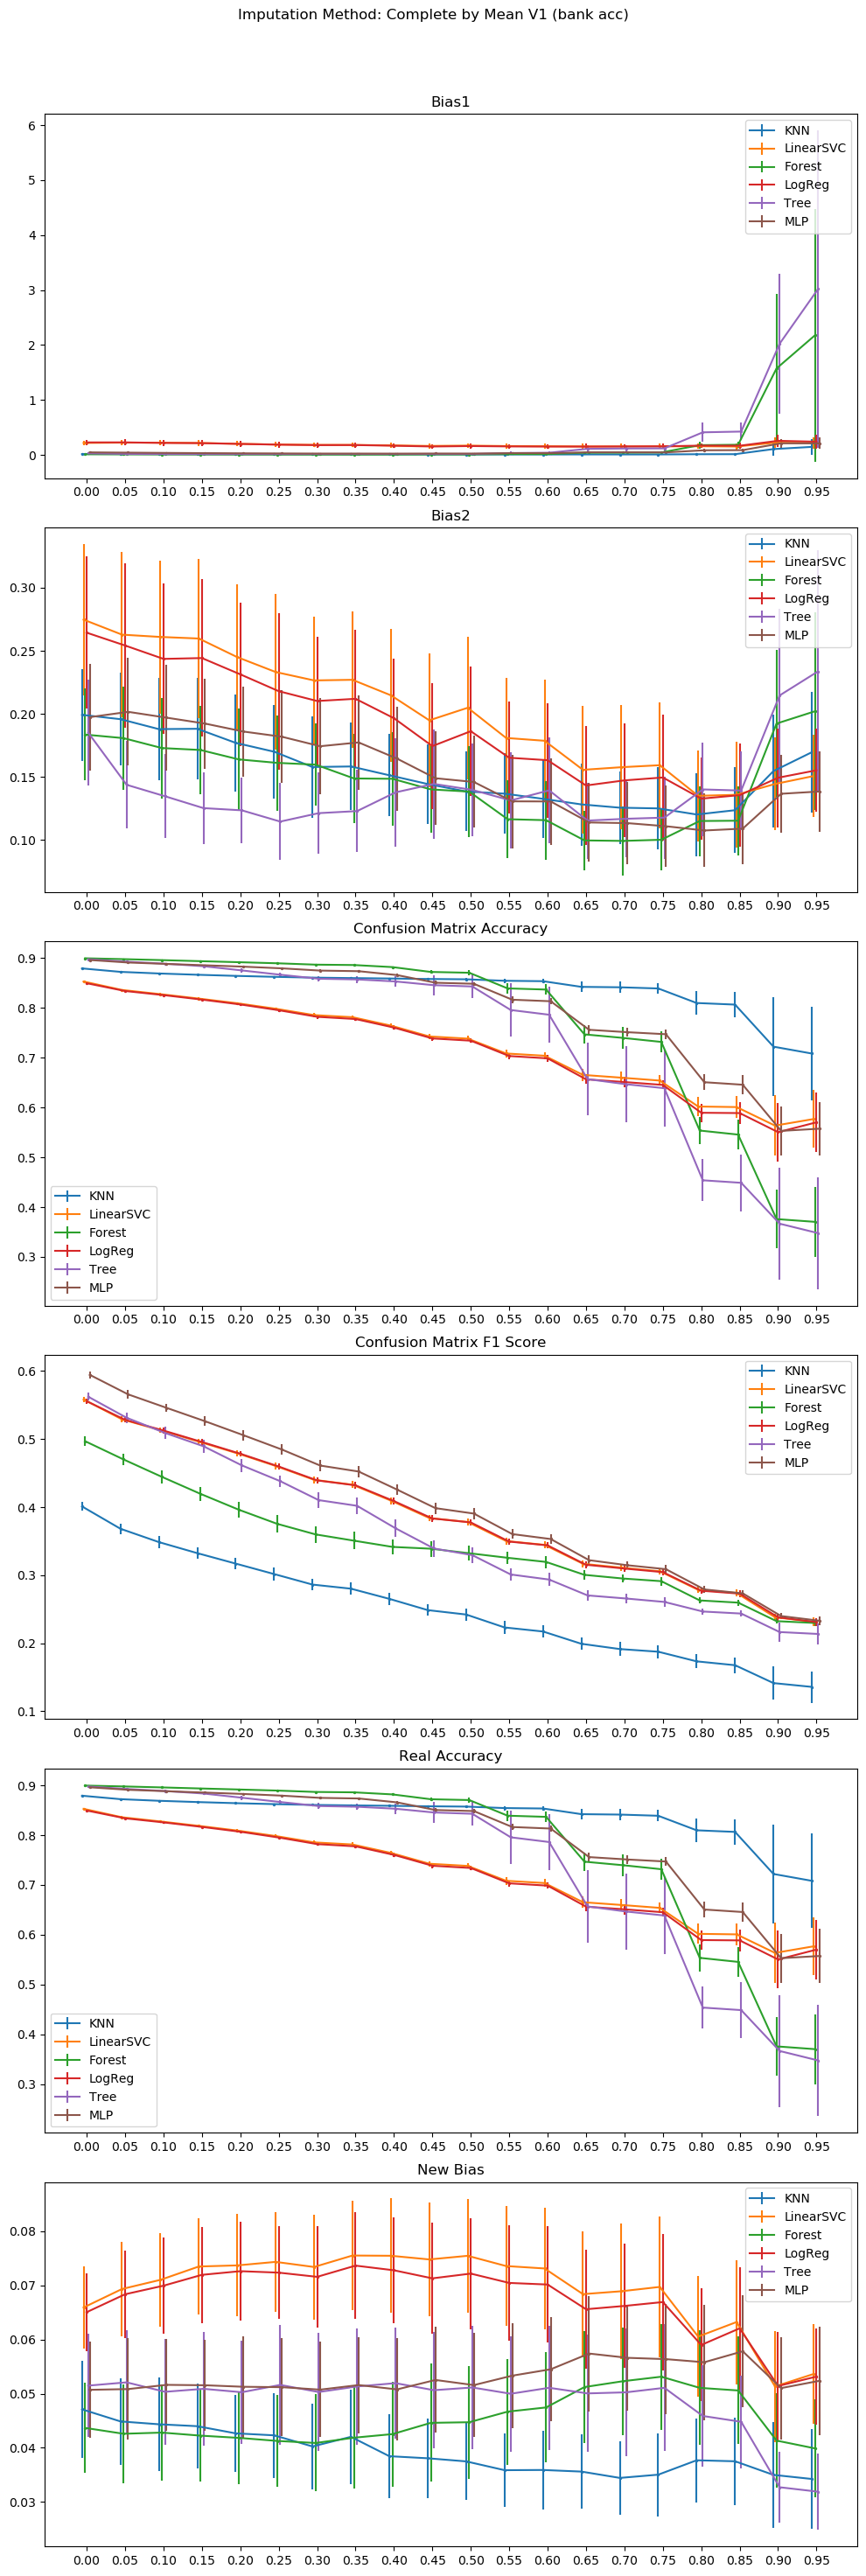 Imputation Method: Complete by Mean V1 (bank acc)
Bias1
6
5
4
3
2
1
0
KNN
LinearSVC
Forest
LogReg
Tree
MLP
0.00 0.05 0.10 0.15 0.20 0.25 0.30 0.35 0.40 0.45 0.50 0.55 0.60 0.65 0.70 0.75 0.80 0.85 0.90 0.95
Bias2
0.30
0.25
0.20
0.15
0.10
KNN
LinearSVC
Forest
LogReg
Tree
MLP
0.00 0.05 0.10 0.15 0.20 0.25 0.30 0.35 0.40 0.45 0.50 0.55 0.60 0.65 0.70 0.75 0.80 0.85 0.90 0.95
Confusion Matrix Accuracy
0.9
0.8
0.7
0.6
0.5
0.4
0.3
KNN
LinearSVC
Forest
LogReg
Tree
MLP
0.00 0.05 0.10 0.15 0.20 0.25 0.30 0.35 0.40 0.45 0.50 0.55 0.60 0.65 0.70 0.75 0.80 0.85 0.90 0.95
Confusion Matrix F1 Score
0.6
0.5
0.4
0.3
0.2
0.1
KNN
LinearSVC
Forest
LogReg
Tree
MLP
0.00 0.05 0.10 0.15 0.20 0.25 0.30 0.35 0.40 0.45 0.50 0.55 0.60 0.65 0.70 0.75 0.80 0.85 0.90 0.95
Real Accuracy
0.9
0.8
0.7
0.6
0.5
0.4
0.3
KNN
LinearSVC
Forest
LogReg
Tree
MLP
0.00 0.05 0.10 0.15 0.20 0.25 0.30 0.35 0.40 0.45 0.50 0.55 0.60 0.65 0.70 0.75 0.80 0.85 0.90 0.95
New Bias
0.08
0.07
0.06
0.05
0.04
0.03
KNN
LinearSVC
Forest
LogReg
Tree
MLP
0.00 0.05 0.10 0.15 0.20 0.25 0.30 0.35 0.40 0.45 0.50 0.55 0.60 0.65 0.70 0.75 0.80 0.85 0.90 0.95